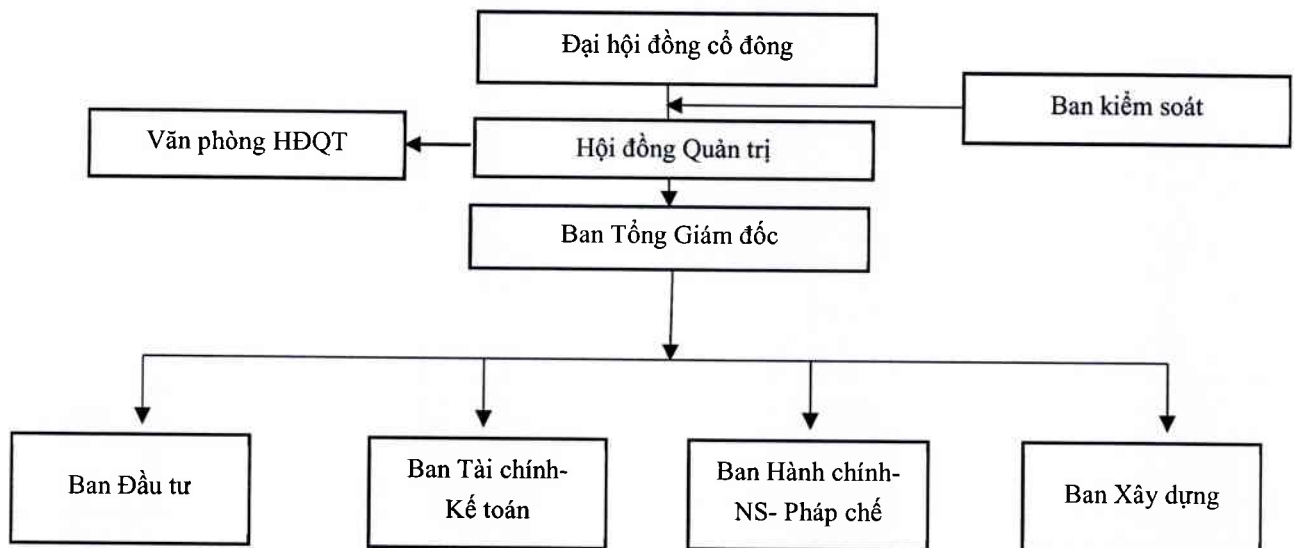 Đại hội đồng cổ đông
Ban kiểm soát
Văn phòng HĐQT
Hội đồng Quản trị
Ban Tổng Giám đốc
Ban Đầu tư
Ban Tài chính-
Kế toán
Ban Hành chính-
NS- Pháp chế
Ban Xây dựng